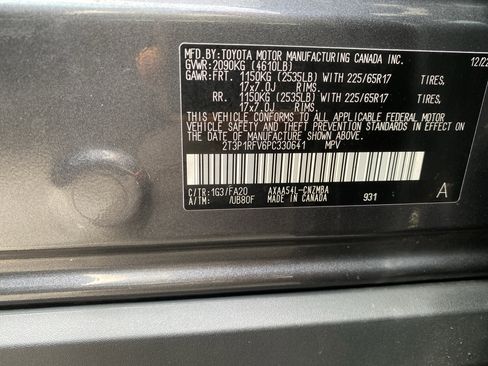 MFD.BY:TOYOTA MOTOR MANUFACTURING CANADA INC. 12/22
GVWR:2090KG (4610LB)
GAWR:FRT. 1150KG (2535LB) WITH 225/65R17 TIRES,
17x7.0J RIMS.
RR. 1150KG (2535LB) WITH 225/65R17 TIRES,
17x7.0J RIMS.
THIS VEHICLE CONFORMS TO ALL APPLICABLE FEDERAL MOTOR
VEHICLE SAFETY AND THEFT PREVENTION STANDARDS IN EFFECT
ON THE DATE OF MANUFACTURE SHOWN ABOVE.
2T3P1RFV6PC330641 MPV
C/TR:1G3/FA20 AXAA54L-CNZMBA A
A/TM: /UB80F MADE IN CANADA 931